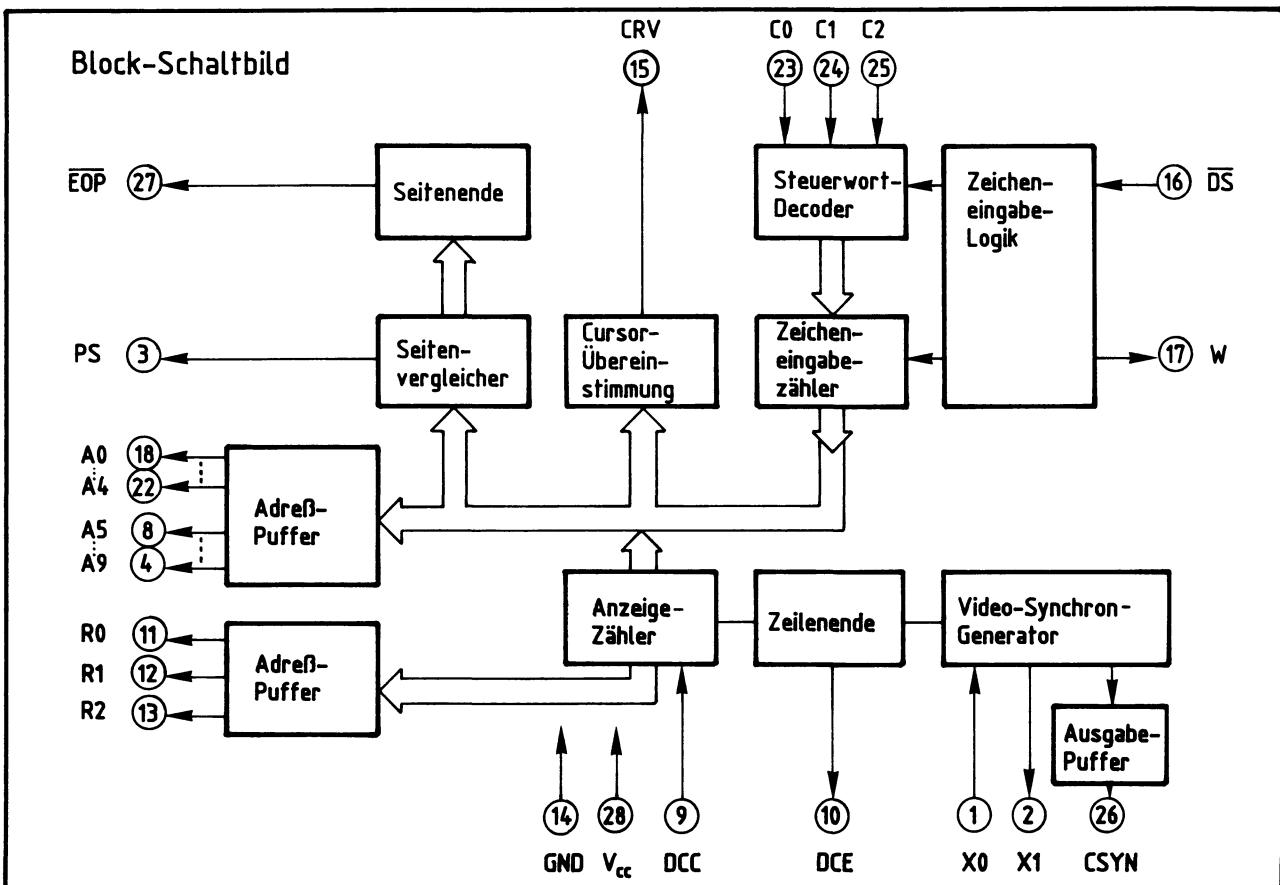 Block-Schaltbild
CRV
C0 C1 C2
15
23 24 25
EOP 27
Seitenende
Steuerwort-
Decoder
Zeichen-
eingabe-
Logik
16 DS
PS 3
Seiten-
vergleicher
Cursor-
Überein-
stimmung
Zeichen-
eingabe-
zähler
17 W
A0 18
A4 22
A5 8
A9 4
Adreß-
Puffer
R0 11
R1 12
R2 13
Adreß-
Puffer
Anzeige-
Zähler
Zeilenende
Video-Synchron-
Generator
Ausgabe-
Puffer
14 28 9 10 1 2 26
GND Vcc DCC DCE X0 X1 CSYN